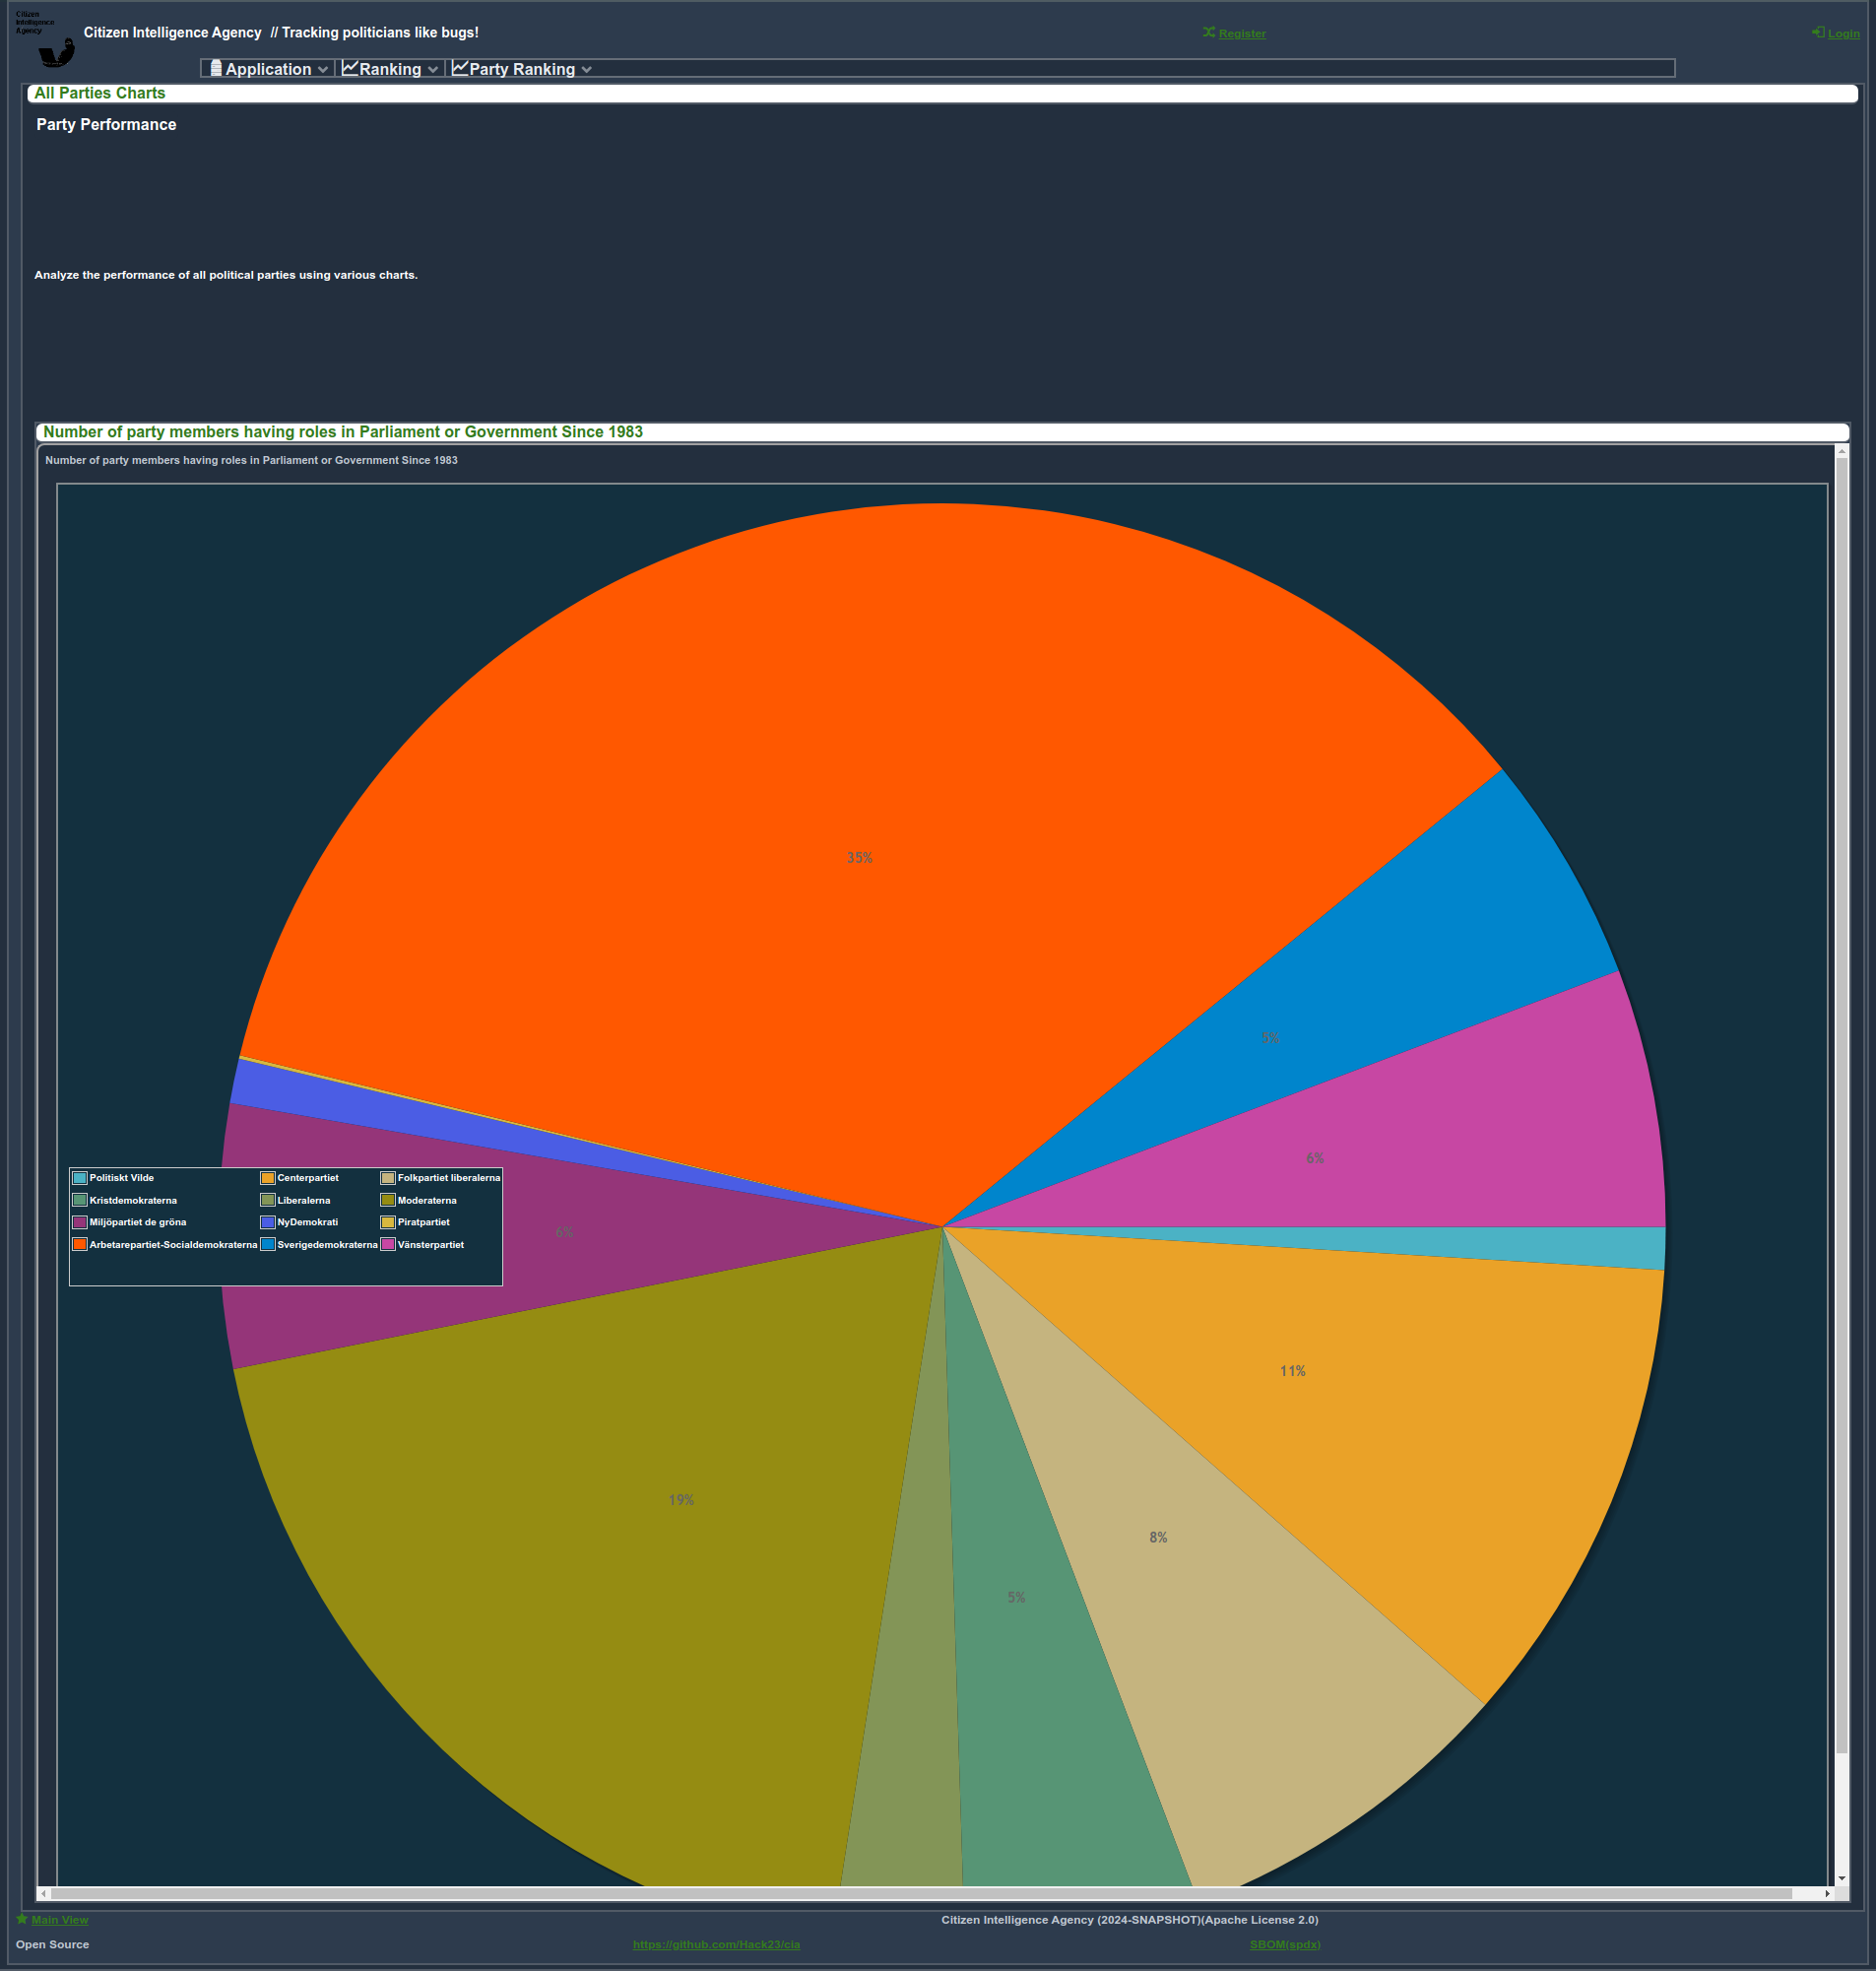 Citizen
Intelligence
Agency
Citizen Intelligence Agency // Tracking politicians like bugs!
Register
Login
Application
Ranking
Party Ranking
All Parties Charts
Party Performance
Analyze the performance of all political parties using various charts.
Number of party members having roles in Parliament or Government Since 1983
Number of party members having roles in Parliament or Government Since 1983
35%
5%
6%
Politiskt Vilde Centerpartiet Folkpartiet liberalerna
Kristdemokraterna Liberalerna Moderaterna
Miljöpartiet de gröna NyDemokrati Piratpartiet
Arbetarepartiet-Socialdemokraterna Sverigedemokraterna Vänsterpartiet
6%
11%
19%
8%
5%
Main View
Citizen Intelligence Agency (2024-SNAPSHOT)(Apache License 2.0)
Open Source
https://github.com/Hack23/cia
SBOM(spdx)